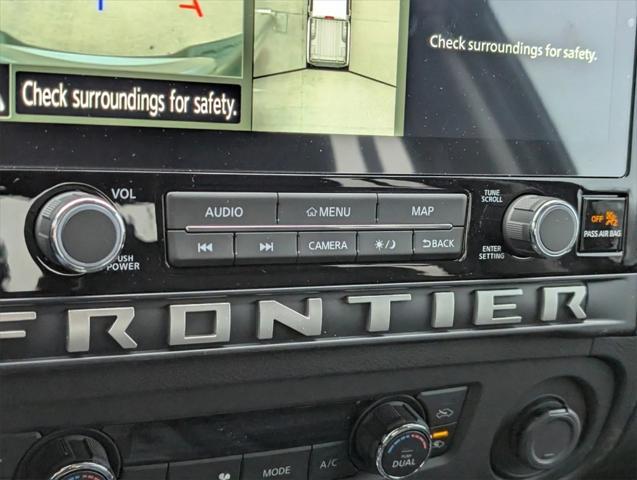 Check surroundings for safety.
Check surroundings for safety.
VOL
PUSH
POWER
AUDIO
MENU
MAP
CAMERA
BACK
TUNE
SCROLL
ENTER
SETTING
OFF
PASS AIR BAG
FRONTIER
MODE
A/C
PUSH
DUAL